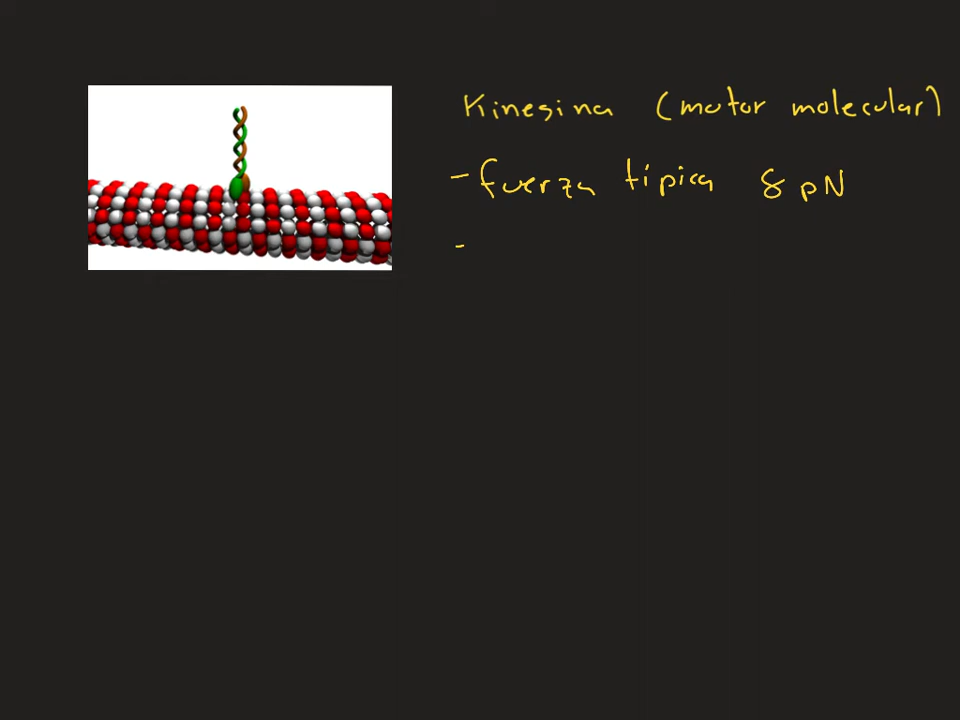 Kinesina (motor molecular)
- fuerza típica 8 pN
-